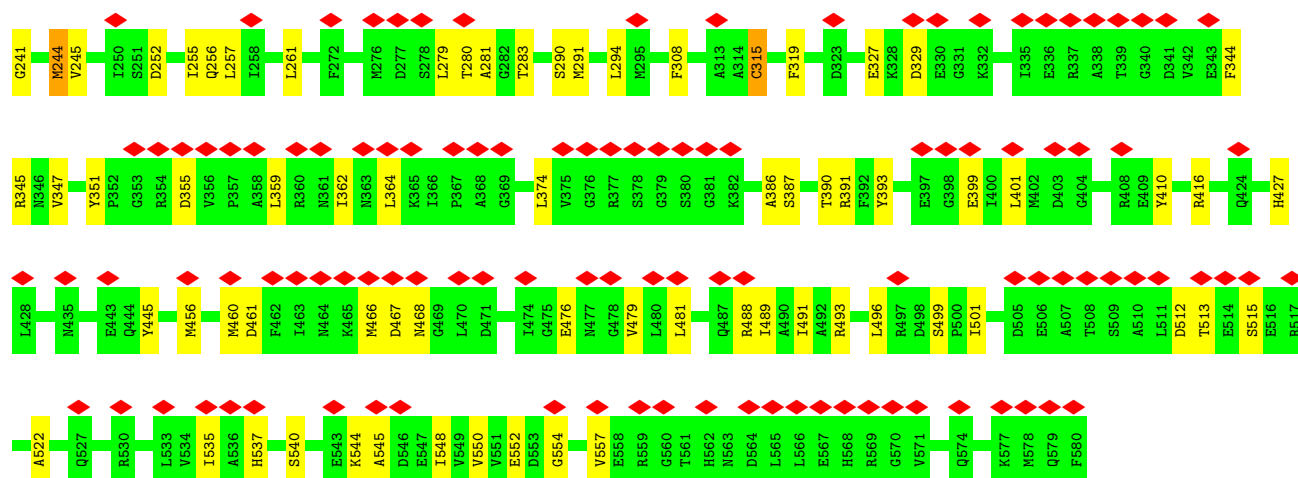 G241 M244 V245 I250 S251 D252 I255 Q256 L257 I258 L261 F272 M276 D277 S278 L279 T280 A281 G282 T283 S290 M291 L294 M295 F308 A313 A314 C315 F319 D323 E327 K328 D329 E330 G331 K332 I335 E336 R337 A338 T339 G340 D341 V342 E343 F344
R345 N346 V347 Y351 P352 G353 R354 D355 V356 P357 A358 L359 R360 N361 I362 N363 L364 K365 I366 P367 A368 G369 L374 V375 G376 R377 S378 G379 S380 G381 K382 A386 S387 T390 R391 F392 Y393 E397 G398 E399 I400 L401 M402 D403 G404 R408 E409 Y410 R416 Q424 H427
L428 N435 E443 Q444 Y445 M456 M460 D461 F462 I463 N464 K465 M466 D467 N468 G469 L470 D471 I474 G475 E476 N477 G478 V479 L480 L481 Q487 R488 I489 A490 I491 A492 R493 L496 R497 D498 S499 P500 I501 D505 E506 A507 T508 S509 A510 L511 D512 T513 E514 S515 E516 R517
A522 Q527 R530 L533 V534 I535 A536 H537 S540 E543 K544 A545 D546 E547 I548 V549 V550 V551 E552 D553 G554 V557 E558 R559 G560 T561 H562 N563 D564 L565 L566 E567 H568 R569 G570 V571 Q574 K577 M578 Q579 F580